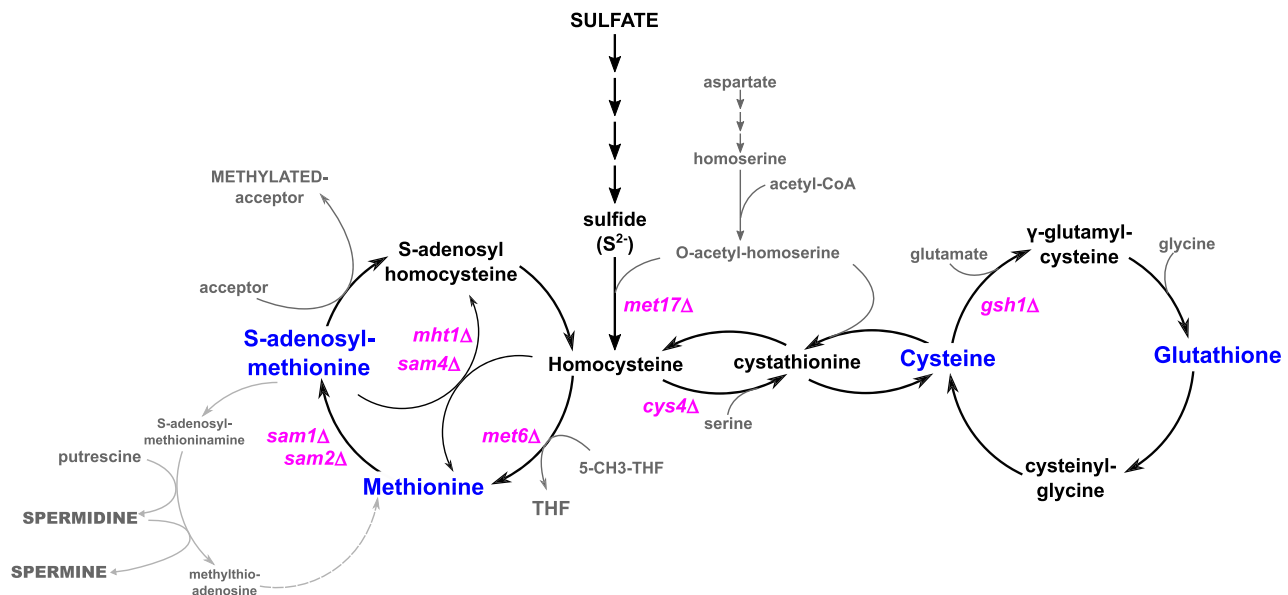 SULFATE
aspartate
homoserine
acetyl-CoA
METHYLATED-
acceptor
sulfide
(S²⁻)
γ-glutamyl-
cysteine
glycine
S-adenosyl
homocysteine
O-acetyl-homoserine
glutamate
acceptor
met17Δ
gsh1Δ
mht1Δ
S-adenosyl-
methionine
sam4Δ
Homocysteine
cystathionine
Cysteine
Glutathione
cys4Δ
serine
S-adenosyl-
methioninamine
sam1Δ
sam2Δ
met6Δ
putrescine
5-CH3-THF
Methionine
cysteinyl-
glycine
THF
SPERMIDINE
SPERMINE
methylthio-
adenosine